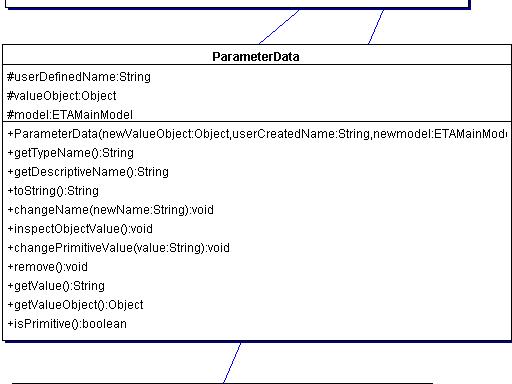 ParameterData
#userDefinedName:String
#valueObject:Object
#model:ETAMainModel
+ParameterData(newValueObject:Object,userCreatedName:String,newmodel:ETAMainMod
+getTypeName():String
+getDescriptiveName():String
+toString():String
+changeName(newName:String):void
+inspectObjectValue():void
+changePrimitiveValue(value:String):void
+remove():void
+getValue():String
+getValueObject():Object
+isPrimitive():boolean